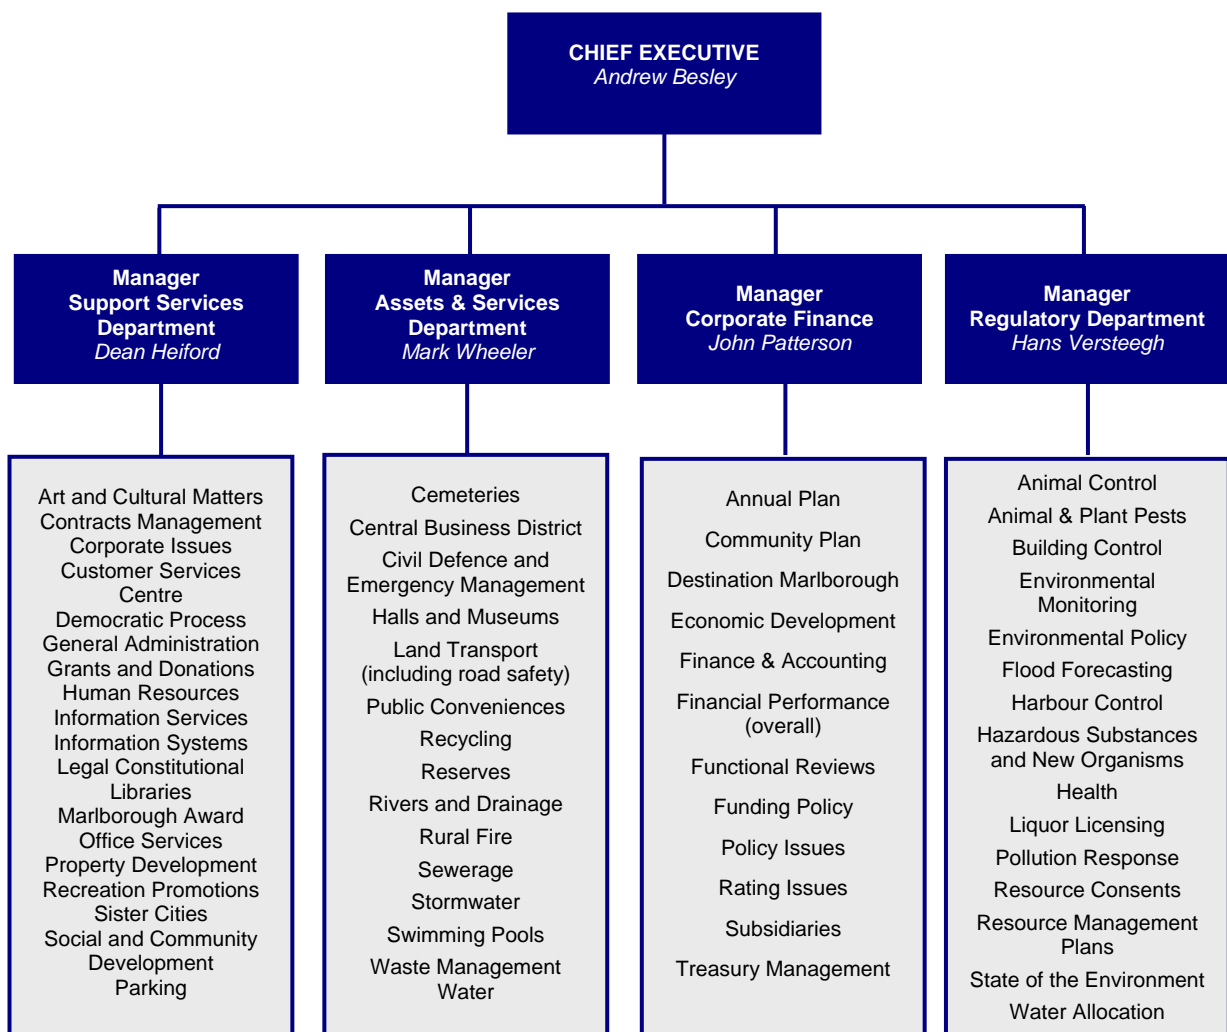 CHIEF EXECUTIVE
Andrew Besley
Manager
Support Services
Department
Dean Heiford
Manager
Assets & Services
Department
Mark Wheeler
Manager
Corporate Finance
John Patterson
Manager
Regulatory Department
Hans Versteegh
Art and Cultural Matters
Contracts Management
Corporate Issues
Customer Services
Centre
Democratic Process
General Administration
Grants and Donations
Human Resources
Information Services
Information Systems
Legal Constitutional
Libraries
Marlborough Award
Office Services
Property Development
Recreation Promotions
Sister Cities
Social and Community
Development
Parking
Cemeteries
Central Business District
Civil Defence and
Emergency Management
Halls and Museums
Land Transport
(including road safety)
Public Conveniences
Recycling
Reserves
Rivers and Drainage
Rural Fire
Sewerage
Stormwater
Swimming Pools
Waste Management
Water
Annual Plan
Community Plan
Destination Marlborough
Economic Development
Finance & Accounting
Financial Performance
(overall)
Functional Reviews
Funding Policy
Policy Issues
Rating Issues
Subsidiaries
Treasury Management
Animal Control
Animal & Plant Pests
Building Control
Environmental
Monitoring
Environmental Policy
Flood Forecasting
Harbour Control
Hazardous Substances
and New Organisms
Health
Liquor Licensing
Pollution Response
Resource Consents
Resource Management
Plans
State of the Environment
Water Allocation